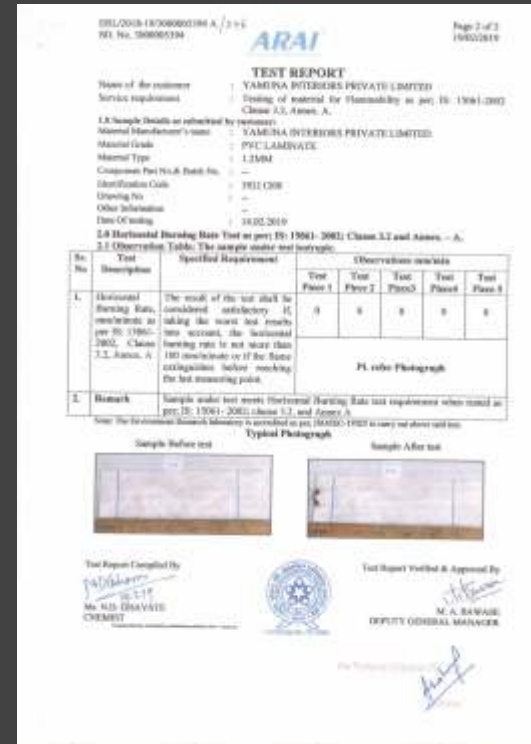 Page 2 of 2
19/02/2019
ARAI
TEST REPORT
Name of the customer : YAMUNA INTERIORS PRIVATE LIMITED
Service requirement : Testing of material for Flammability as per; IS: 15061-2002
Clause 3.2, Annex. A.
1.0 Sample Details as submitted by customer:
Material Manufacturer's name : YAMUNA INTERIORS PRIVATE LIMITED.
Material Grade : PVC LAMINATE
Material Type : 1.2MM
Component Part No.& Batch No. : --
Identification Code :
Drawing No : --
Other Information : --
Date Of testing :
2.0 Horizontal Burning Rate Test as per; IS: 15061- 2002; Clause 3.2 and Annex. – A.
2.1 Observation Table: The sample under test isotropic.
Sr. No
Test Description
Specified Requirement
Observations mm/min
Test Piece 1
Test Piece 2
Test Piece3
Test Piece4
Test Piece 5
1.
Horizontal Burning Rate, mm/minute as per IS: 15061-2002, Clause 3.2, Annex. A
The result of the test shall be
considered satisfactory if,
taking the worst test results
into account, the horizontal
burning rate is not more than
100 mm/minute or if the flame
extinguishes before reaching
the last measuring point.
0 0 0 0 0
Pl. refer Photograph
2.
Remark
Sample under test meets Horizontal Burning Rate test requirement when tested as
per; IS: 15061- 2002; clause 3.2, and Annex A
Typical Photograph
Sample Before test
Sample After test
Test Report Compiled By
Test Report Verified & Approved By
CHEMIST
DEPUTY GENERAL MANAGER